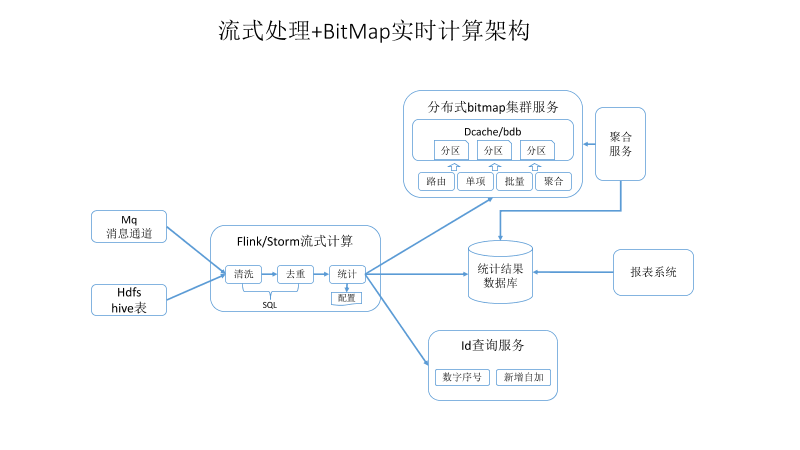 流式处理+BitMap实时计算架构
分布式bitmap集群服务
Dcache/bdb
分区 分区 分区
路由 单项 批量 聚合
聚合
服务
Mq
消息通道
Hdfs
hive表
Flink/Storm流式计算
清洗 去重 统计
SQL
配置
统计结果
数据库
报表系统
Id查询服务
数字序号 新增自加